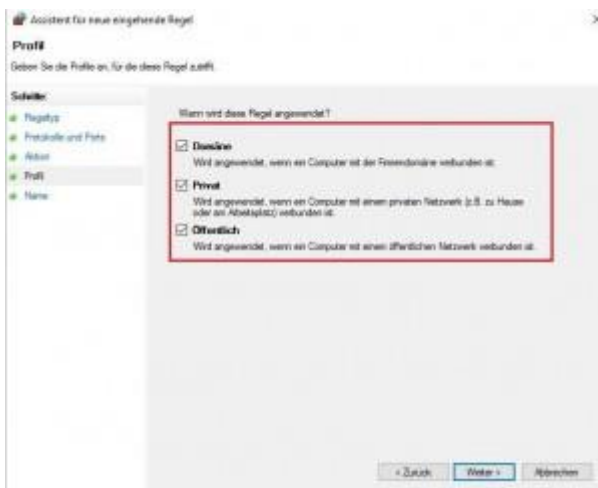 Assistent für neue eingehende Regel
Profil
Geben Sie die Profile an, für die diese Regel zutrifft.
Schritte:
Regeltyp
Protokolle und Ports
Aktion
Profil
Name
Wann wird diese Regel angewendet?
Domäne
Wird angewendet, wenn ein Computer mit der Firmendomäne verbunden ist.
Privat
Wird angewendet, wenn ein Computer mit einem privaten Netzwerk (z.B. zu Hause
oder am Arbeitsplatz) verbunden ist.
Öffentlich
Wird angewendet, wenn ein Computer mit einem öffentlichen Netzwerk verbunden ist.
< Zurück
Weiter >
Abbrechen